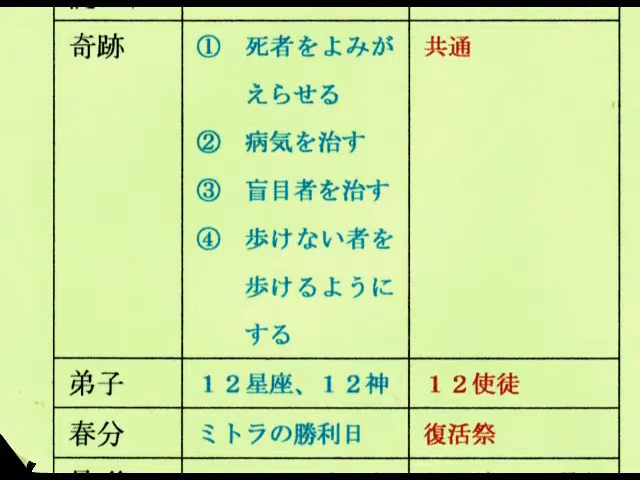 奇跡
① 死者をよみが
えらせる
② 病気を治す
③ 盲目者を治す
④ 歩けない者を
歩けるように
する
共通
弟子
12星座、12神
12使徒
春分
ミトラの勝利日
復活祭